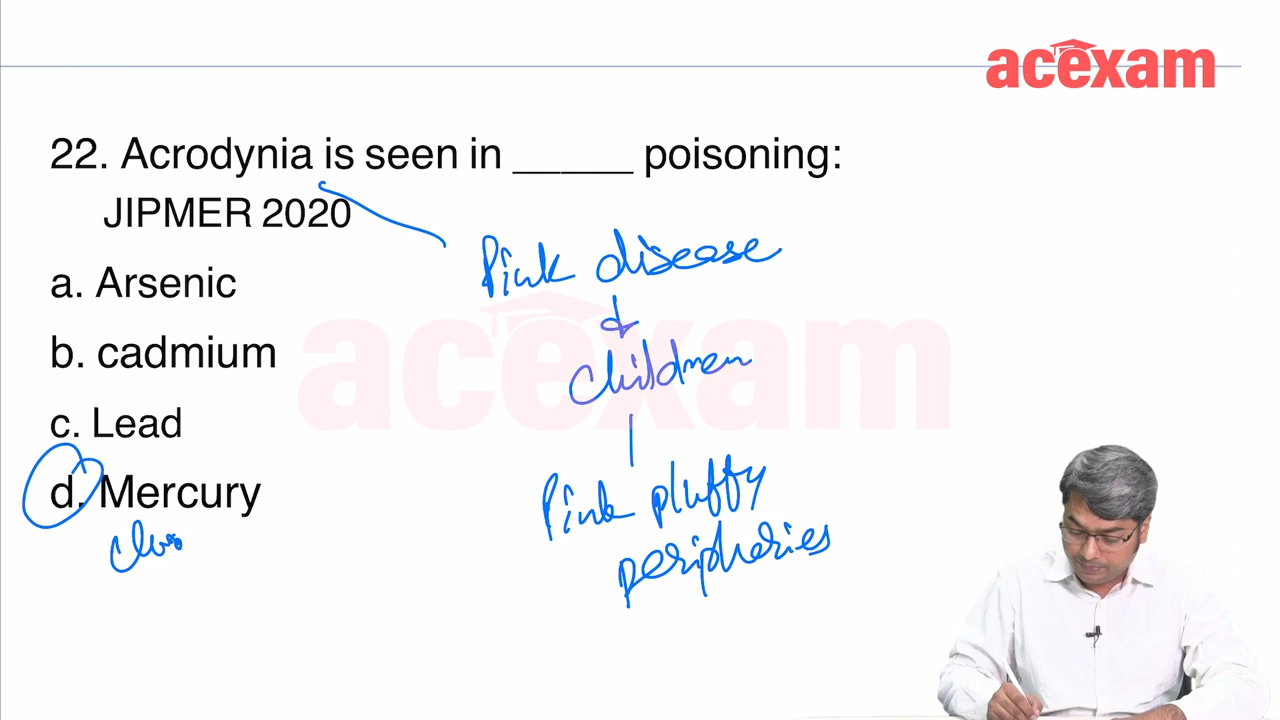 acexam
22. Acrodynia is seen in _____ poisoning:
JIPMER 2020
Pink disease
a. Arsenic
acexam
b. cadmium
children
c. Lead
d. Mercury
Pink pluffy
peripheries